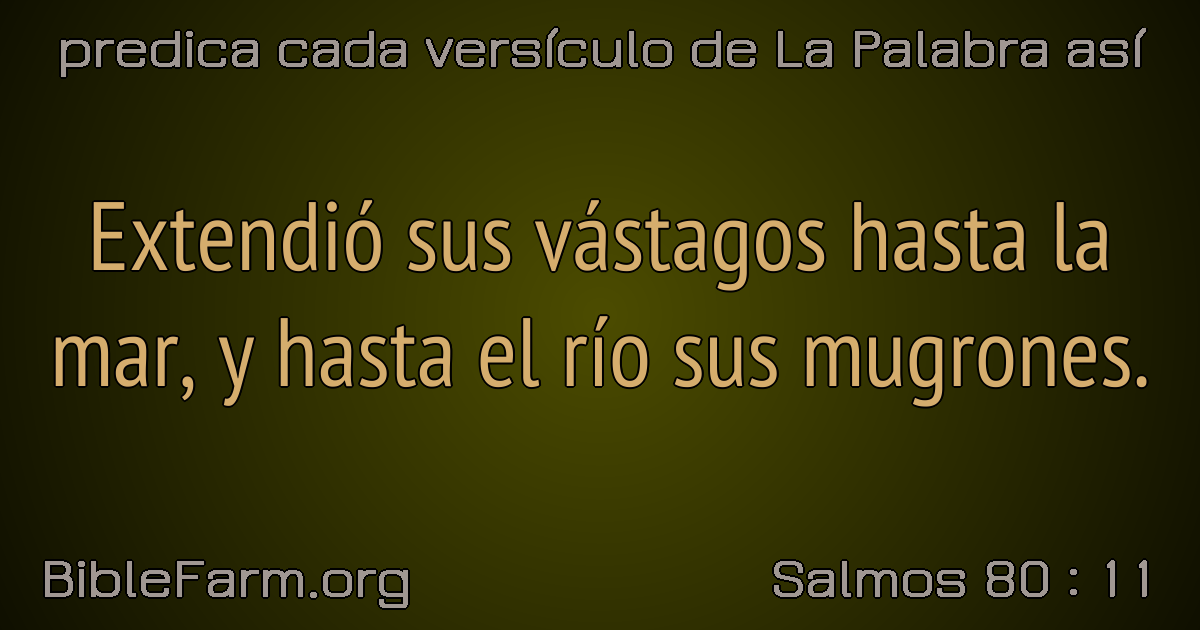 predica cada versículo de La Palabra así
Extendió sus vástagos hasta la
mar, y hasta el río sus mugrones.
BibleFarm.org
Salmos 80 : 11